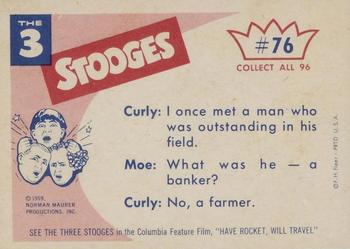 THE
3
STOOGES
#76
COLLECT ALL 96
Curly: I once met a man who
was outstanding in his
field.
Moe: What was he — a
banker?
Curly: No, a farmer.
©1959,
NORMAN MAURER
PRODUCTIONS, INC.
©F.H. Fleer - PRTD U.S.A.
SEE THE THREE STOOGES in the Columbia Feature Film, "HAVE ROCKET, WILL TRAVEL"